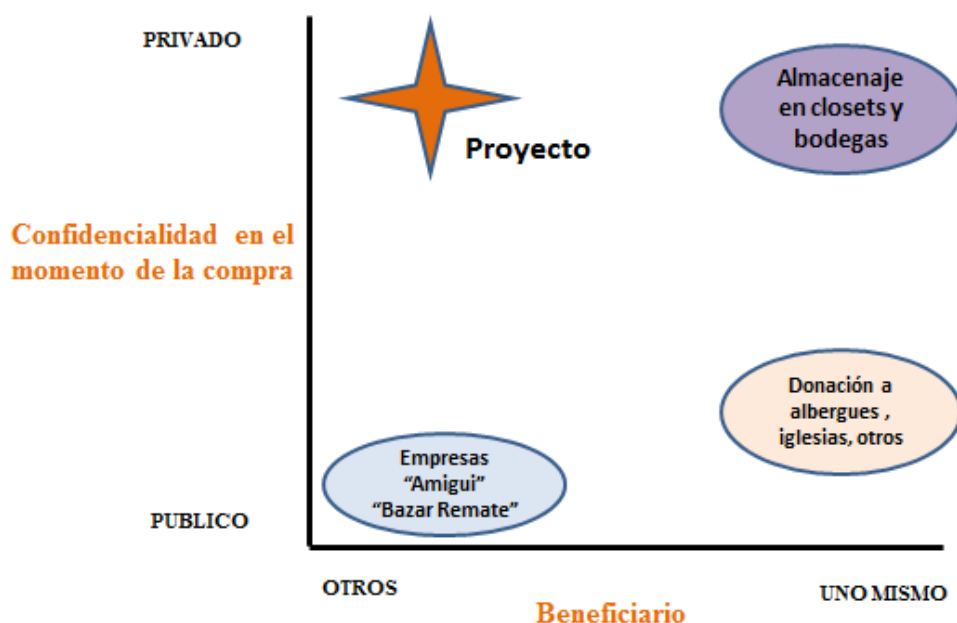 PRIVADO
Almacenaje
en closets y
bodegas
Proyecto
Confidencialidad en el
momento de la compra
Donación a
albergues ,
iglesias, otros
Empresas
“Amigui”
“Bazar Remate”
PUBLICO
OTROS
UNO MISMO
Beneficiario